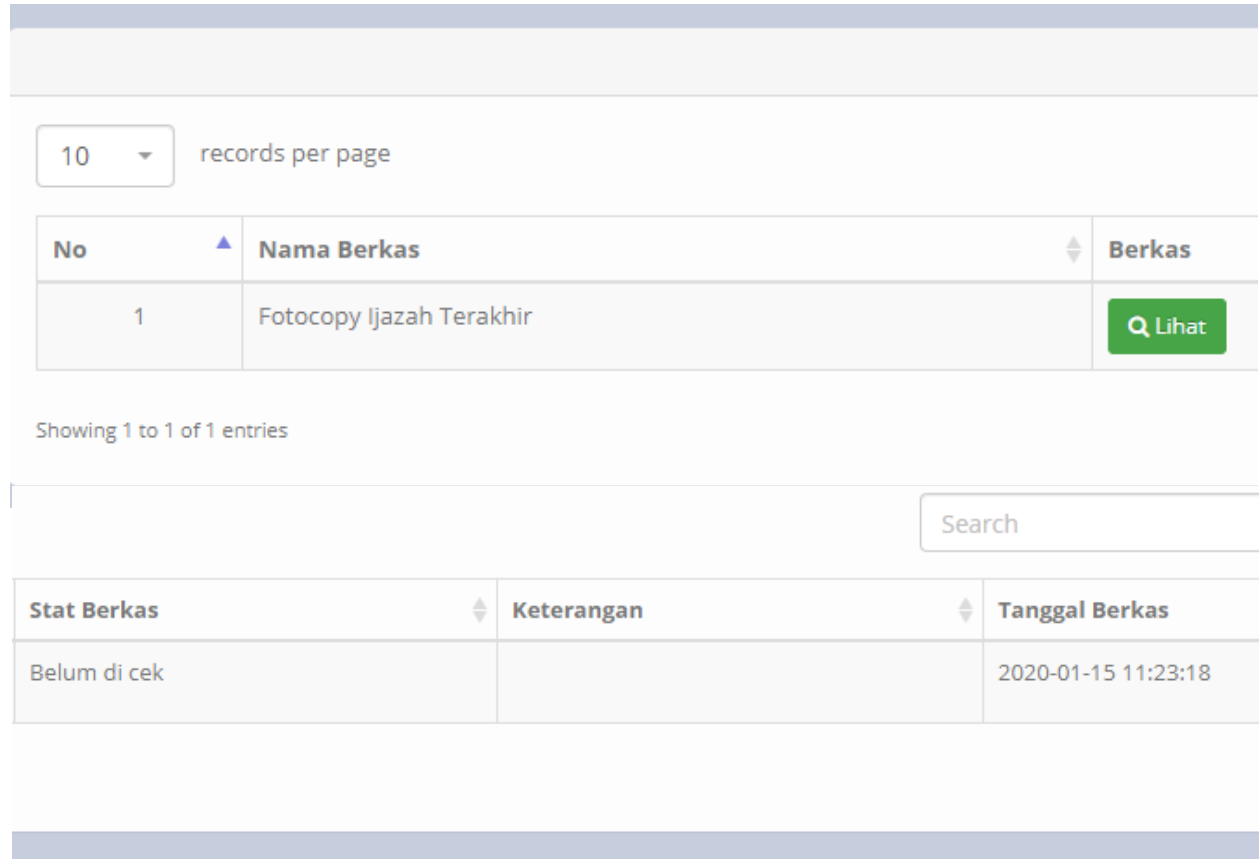 10 records per page
No Nama Berkas Berkas
1 Fotocopy Ijazah Terakhir Lihat
Showing 1 to 1 of 1 entries
Search
Stat Berkas Keterangan Tanggal Berkas
Belum di cek 2020-01-15 11:23:18